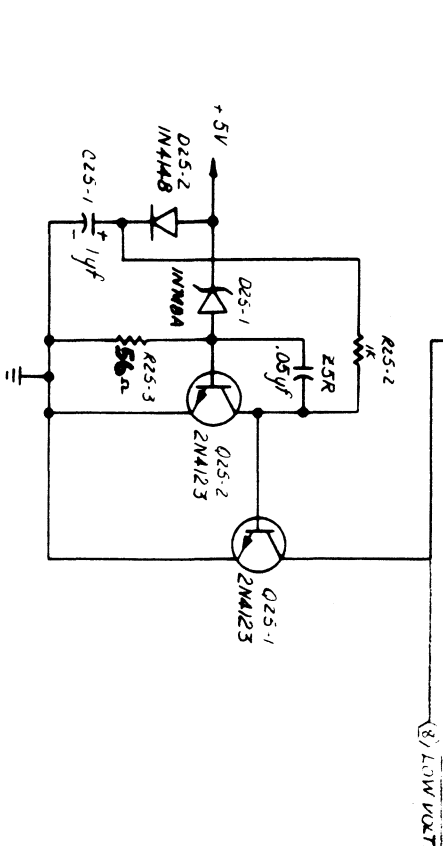 + 5V
D25-2
1N4148
C25-1
+
-
1µf
D25-1
R25-2
1K
Z5R
.05µf
R25-3
56Ω
Q25-2
2N4123
Q25-1
2N4123
(8) LOW VOLT